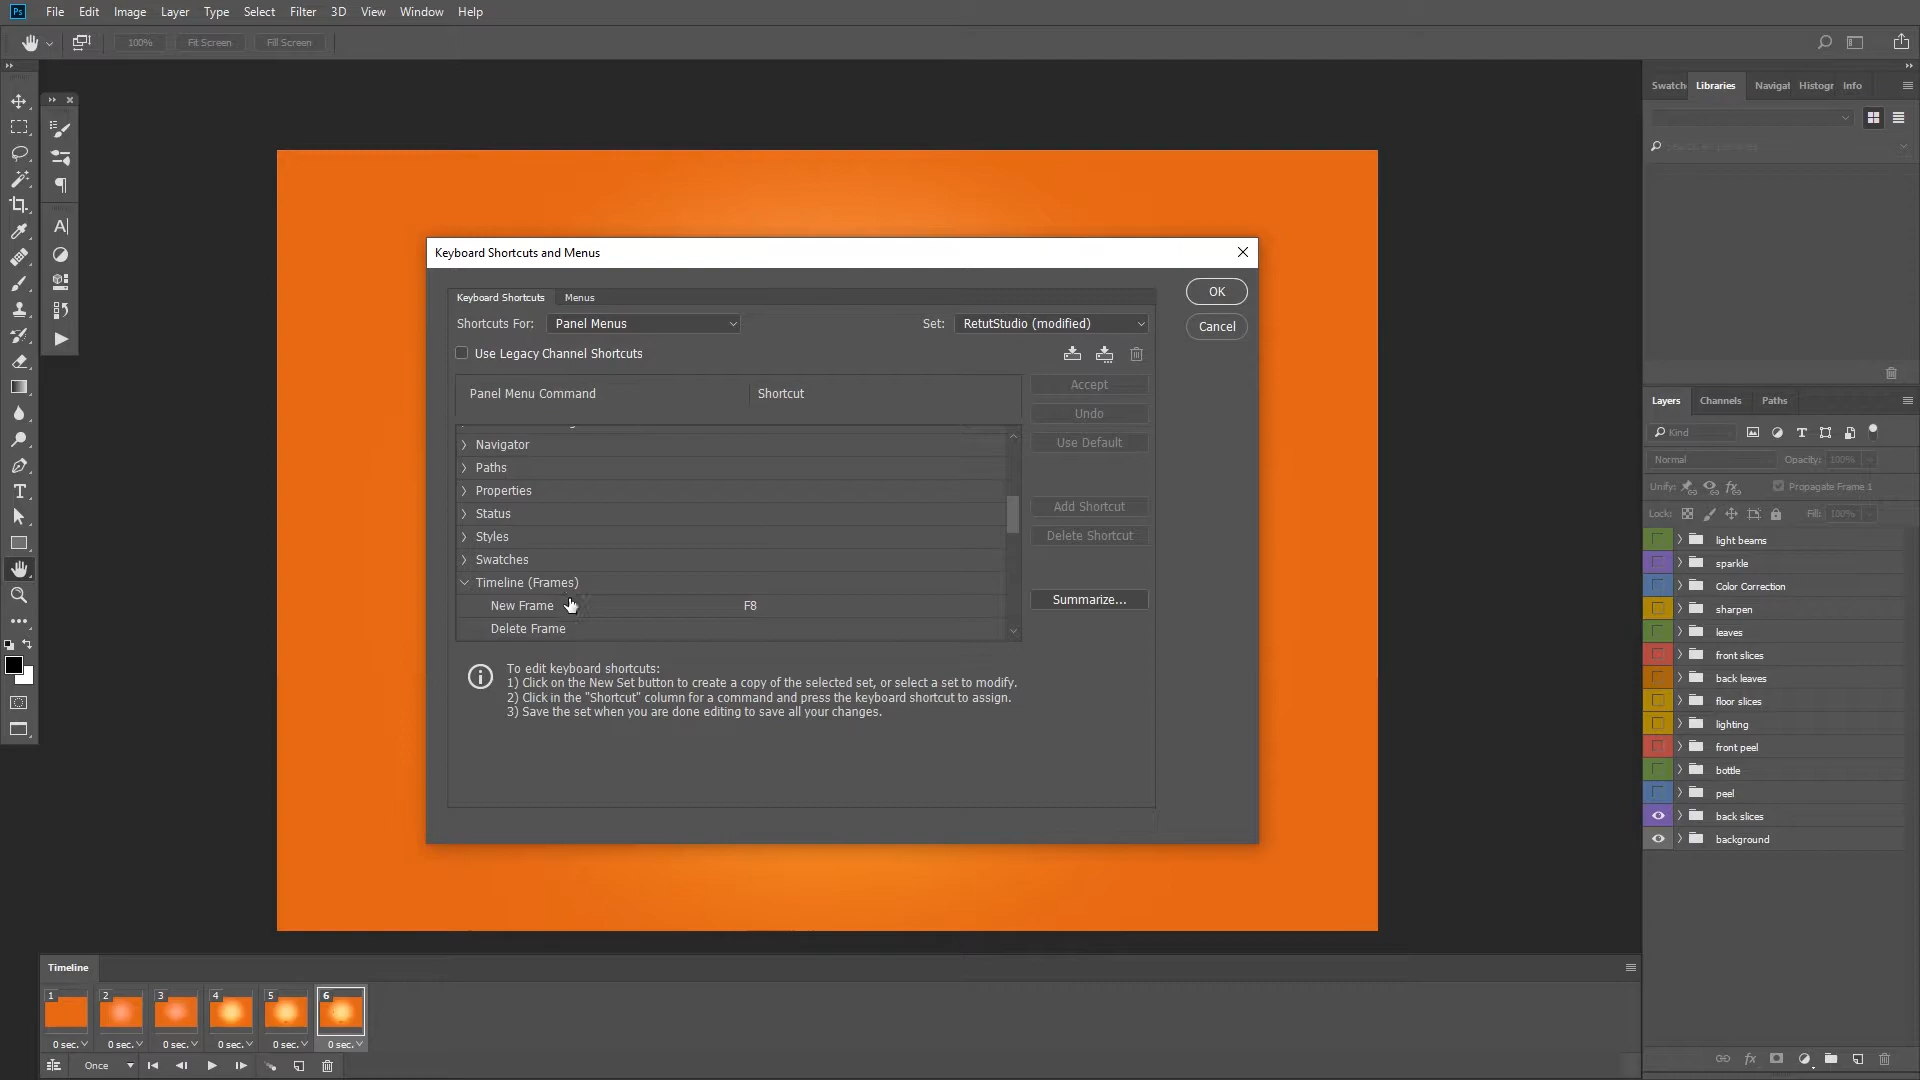 Ps File Edit Image Layer Type Select Filter 3D View Window Help
100% Fit Screen Fill Screen
Swatch Libraries Navigat Histogr Info
Keyboard Shortcuts and Menus
Keyboard Shortcuts Menus
OK
Shortcuts For: Panel Menus Set: RetutStudio (modified)
Cancel
Use Legacy Channel Shortcuts
Panel Menu Command Shortcut
Accept
Undo
Use Default
Navigator
Paths
Properties
Status
Styles
Swatches
Timeline (Frames)
New Frame F8
Delete Frame
Add Shortcut
Delete Shortcut
Summarize...
To edit keyboard shortcuts:
1) Click on the New Set button to create a copy of the selected set, or select a set to modify.
2) Click in the "Shortcut" column for a command and press the keyboard shortcut to assign.
3) Save the set when you are done editing to save all your changes.
Layers Channels Paths
Kind
Normal Opacity: 100%
Unify: Propagate Frame 1
Lock: Fill: 100%
light beams
sparkle
Color Correction
sharpen
leaves
front slices
back leaves
floor slices
lighting
front peel
bottle
peel
back slices
background
Timeline
1 2 3 4 5 6
0 sec. 0 sec. 0 sec. 0 sec. 0 sec. 0 sec.
Once